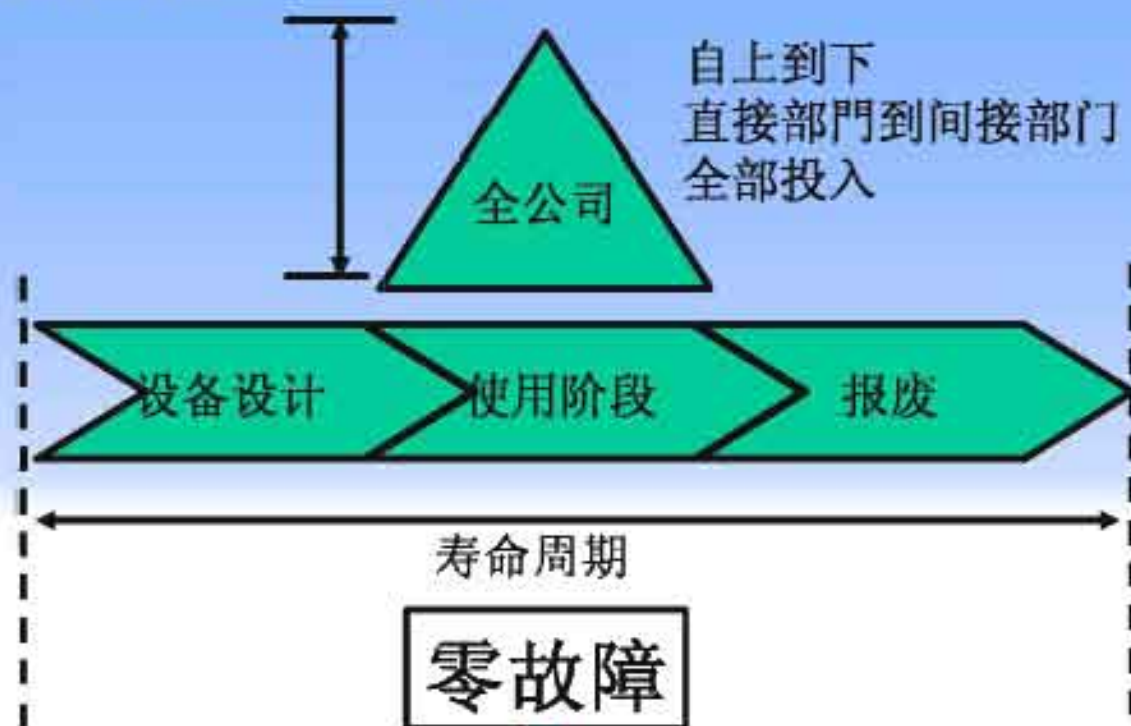 自上到下
直接部門到间接部门
全部投入
全公司
设备设计
使用阶段
报废
寿命周期
零故障